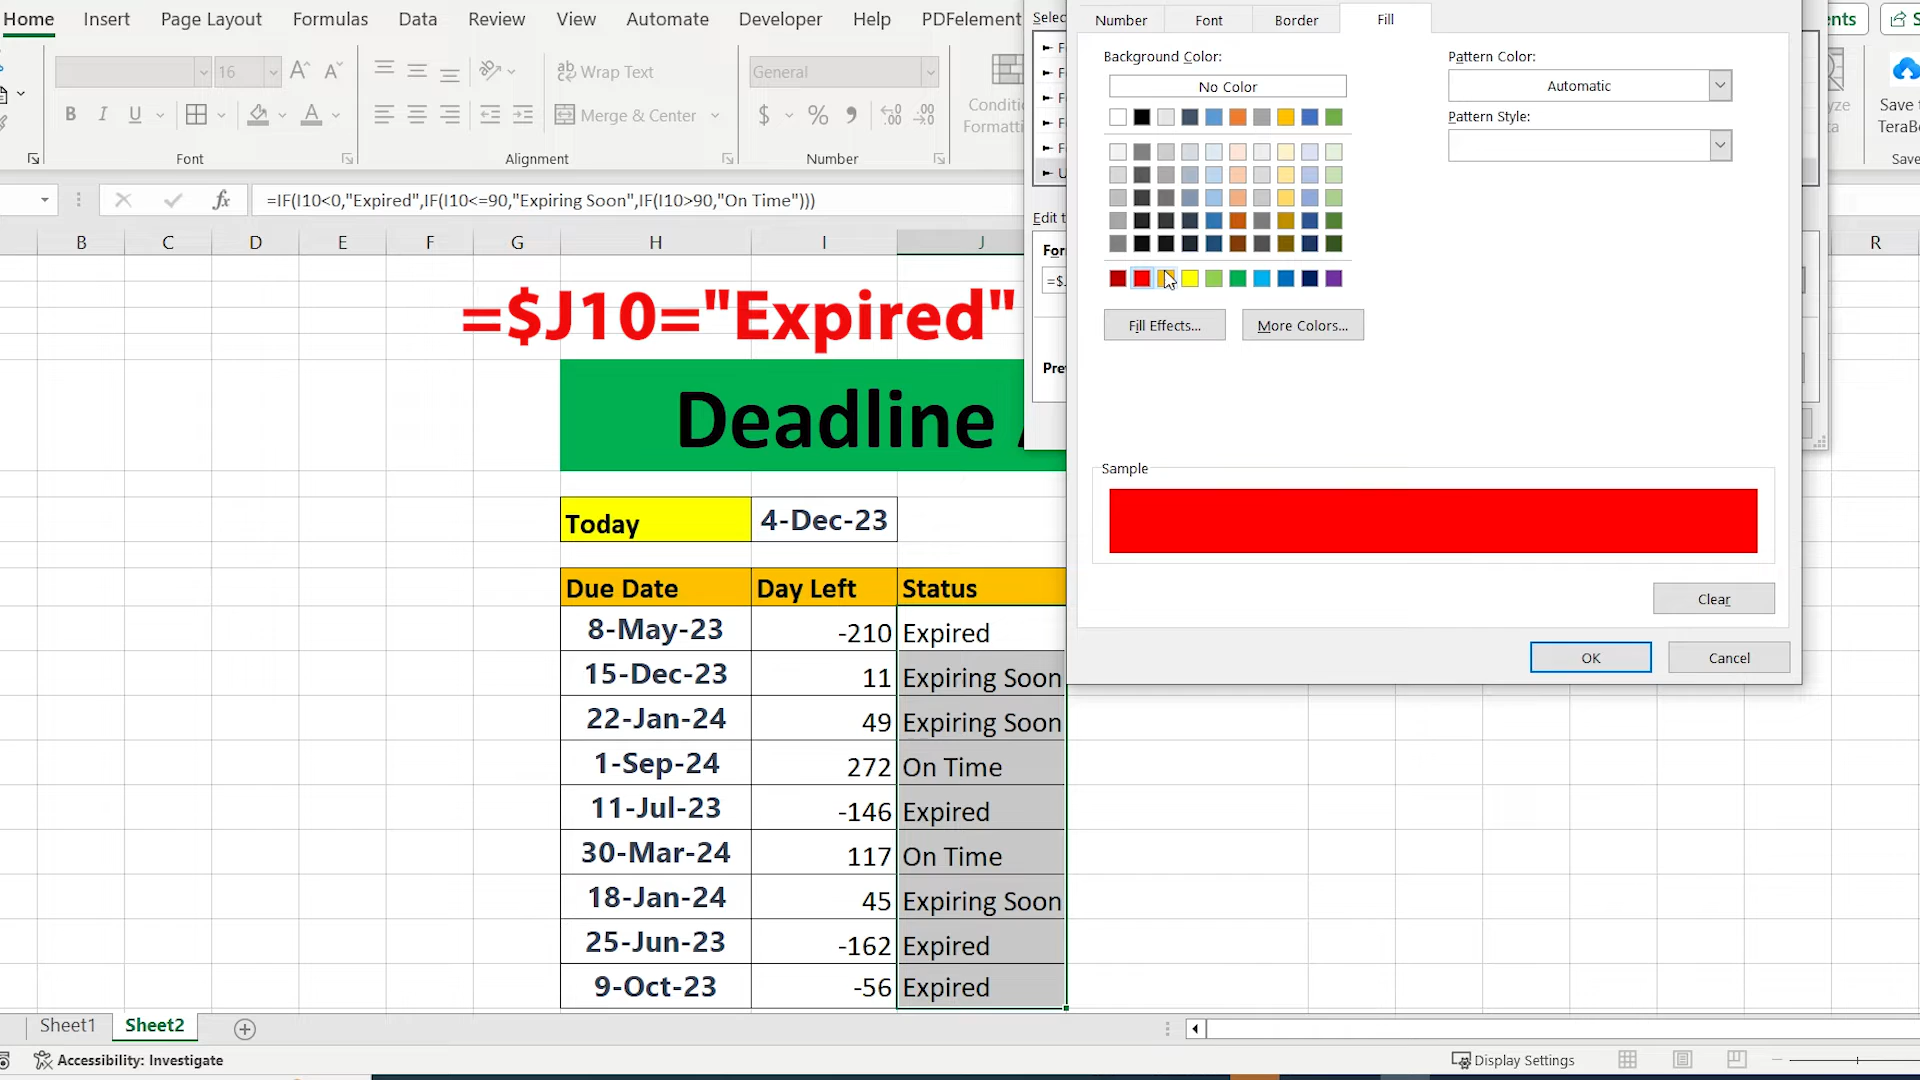 Home Insert Page Layout Formulas Data Review View Automate Developer Help PDFelement
16 Wrap Text General
Merge & Center $ % 9
Font Alignment Number
Save
=IF(I10<0,"Expired",IF(I10<=90,"Expiring Soon",IF(I10>90,"On Time")))
B C D E F G H I J R
=$J10="Expired"
Deadline
Today 4-Dec-23
Due Date Day Left Status
8-May-23 -210 Expired
15-Dec-23 11 Expiring Soon
22-Jan-24 49 Expiring Soon
1-Sep-24 272 On Time
11-Jul-23 -146 Expired
30-Mar-24 117 On Time
18-Jan-24 45 Expiring Soon
25-Jun-23 -162 Expired
9-Oct-23 -56 Expired
Number Font Border Fill
Background Color:
No Color
Fill Effects... More Colors...
Pattern Color:
Automatic
Pattern Style:
Sample
Clear
OK Cancel
Sheet1 Sheet2
Accessibility: Investigate Display Settings